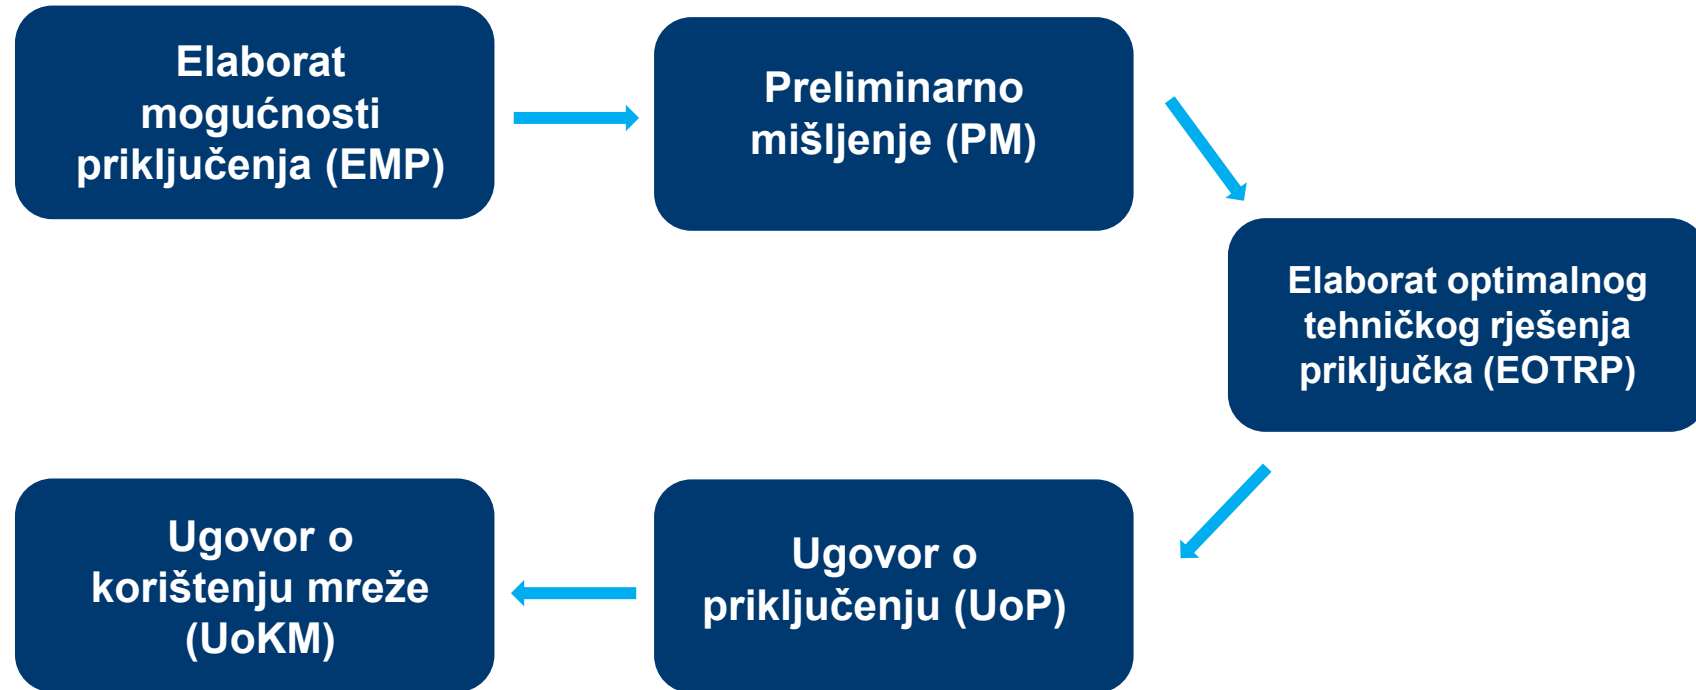 Elaborat
mogućnosti
priključenja (EMP)
Preliminarno
mišljenje (PM)
Elaborat optimalnog
tehničkog rješenja
priključka (EOTRP)
Ugovor o
priključenju (UoP)
Ugovor o
korištenju mreže
(UoKM)